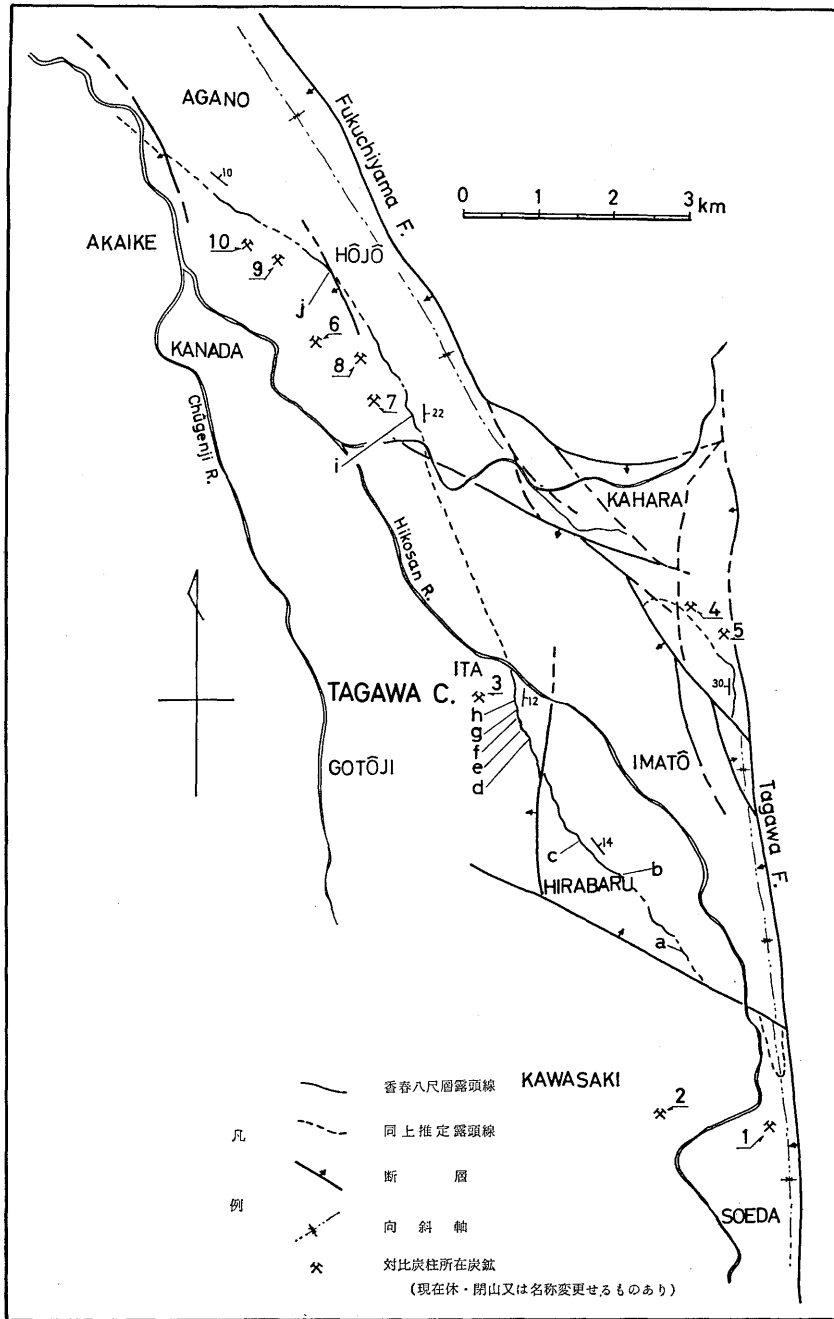 AGANO
Fukuchiyama F.
0 1 2 3 km
10
AKAIKE
10
9
HÔJÔ
j
6
8
KANADA
7
22
i
Chûgenji R.
KAHARA
Hikosan R.
4
5
30
ITA
3
12
TAGAWA C.
h
g
f
e
d
GOTÔJI
IMATÔ
Tagawa F.
14
c
b
HIRABARU
a
KAWASAKI
2
1
SOEDA
凡例
香春八尺層露頭線
同上推定露頭線
断層
向斜軸
対比炭柱所在炭鉱
(現在休・閉山又は名称変更せるものあり)